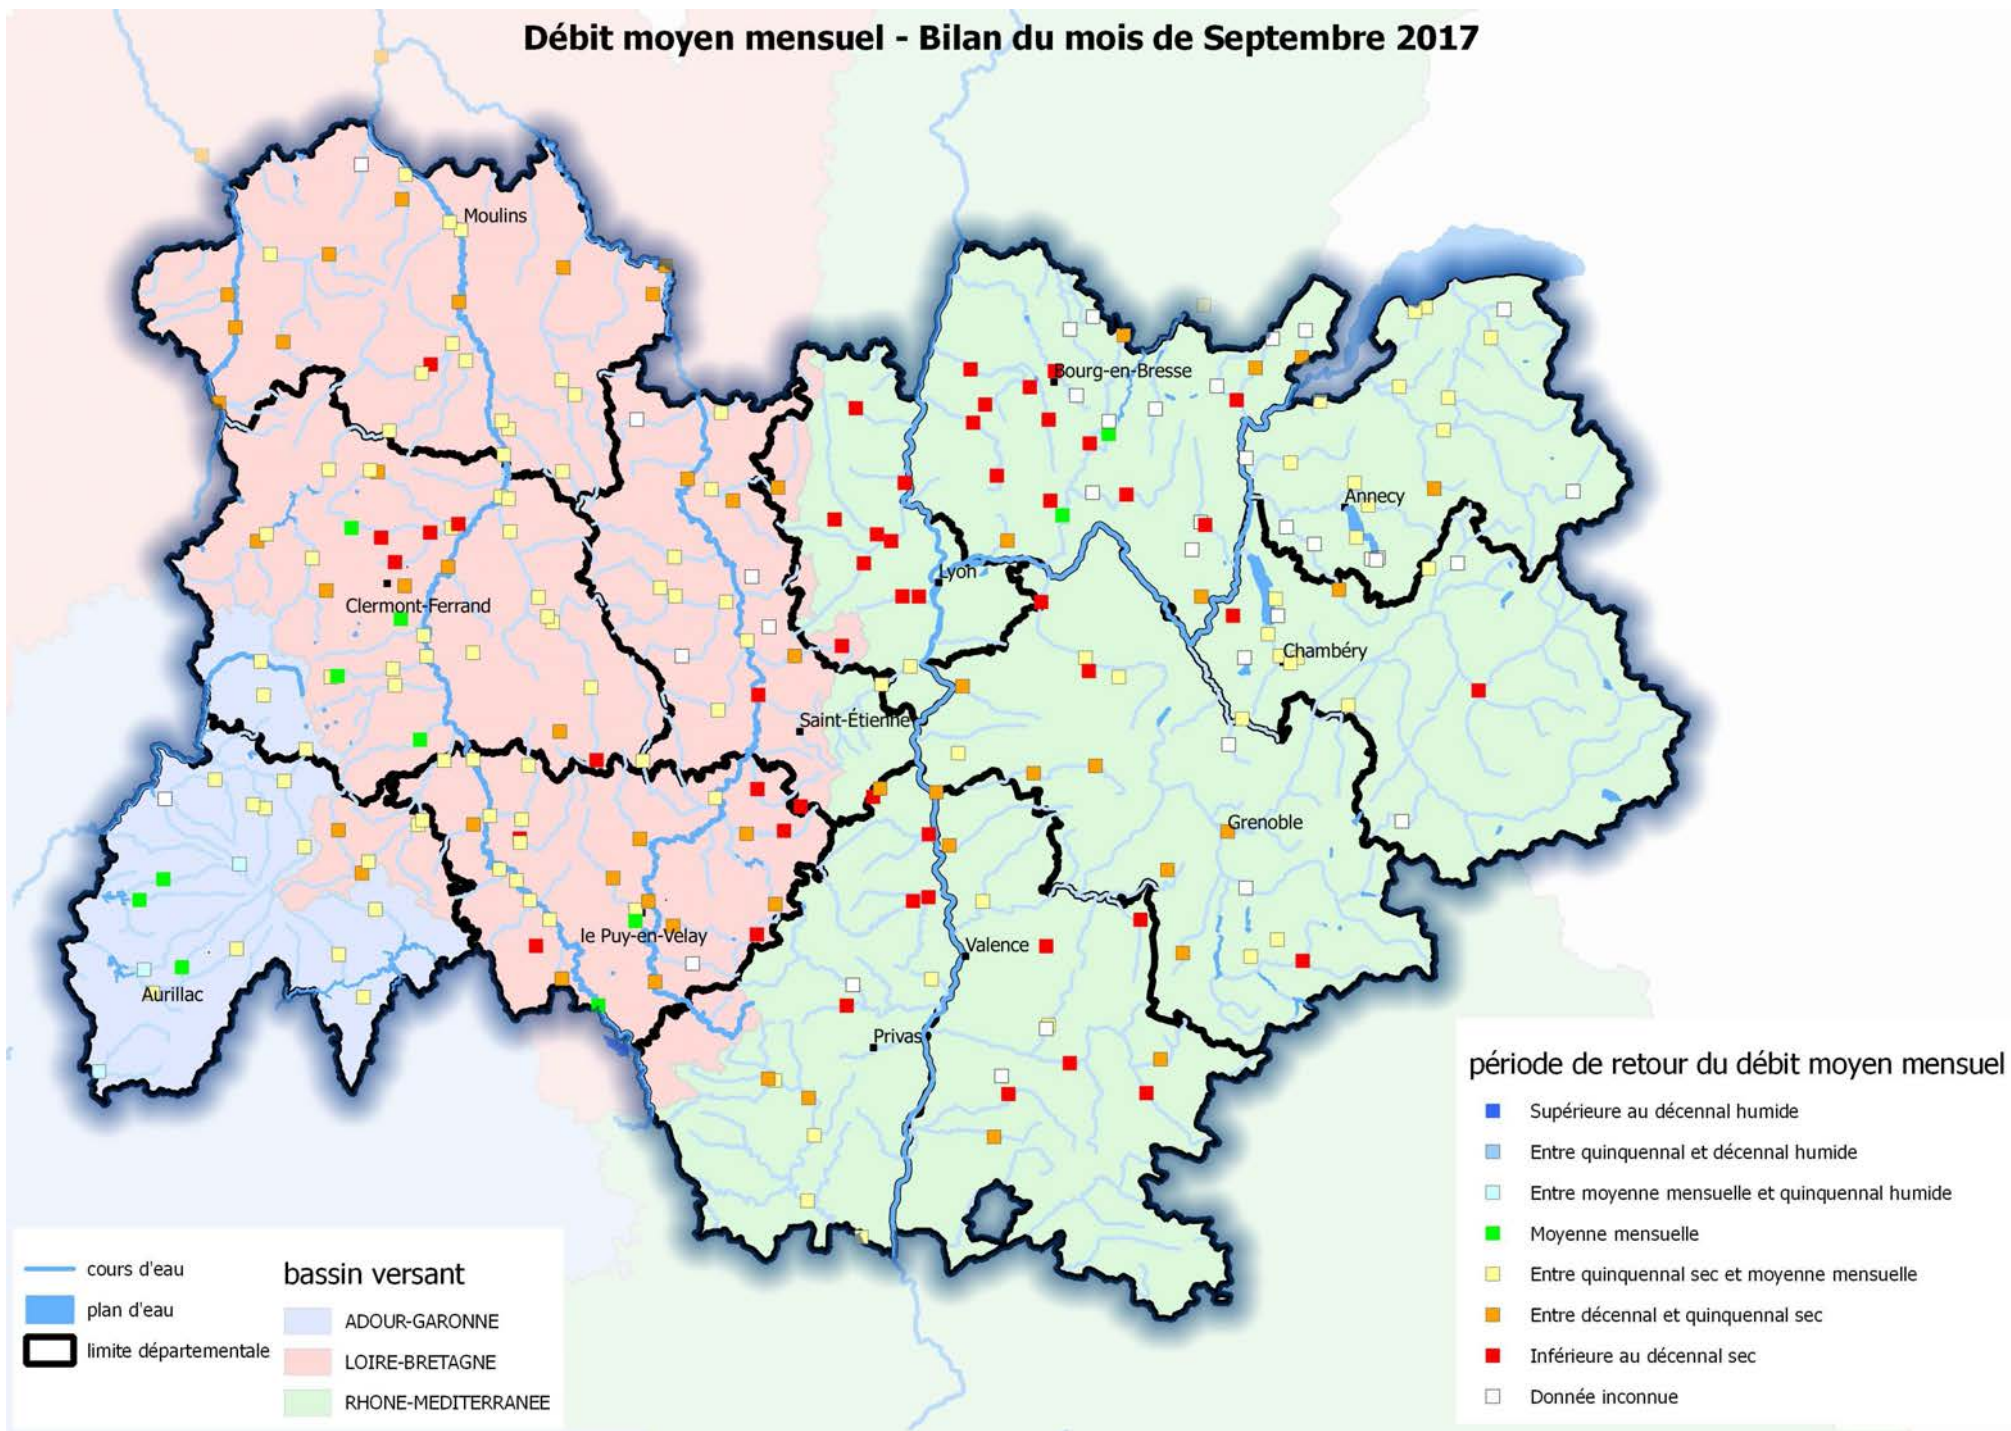 Débit moyen mensuel - Bilan du mois de Septembre 2017
Moulins
Bourg-en-Bresse
Annecy
Lyon
Clermont-Ferrand
Chambéry
Saint-Étienne
Grenoble
le Puy-en-Velay
Valence
Aurillac
Privas
cours d'eau
plan d'eau
limite départementale
bassin versant
ADOUR-GARONNE
LOIRE-BRETAGNE
RHONE-MEDITERRANEE
période de retour du débit moyen mensuel
Supérieure au décennal humide
Entre quinquennal et décennal humide
Entre moyenne mensuelle et quinquennal humide
Moyenne mensuelle
Entre quinquennal sec et moyenne mensuelle
Entre décennal et quinquennal sec
Inférieure au décennal sec
Donnée inconnue